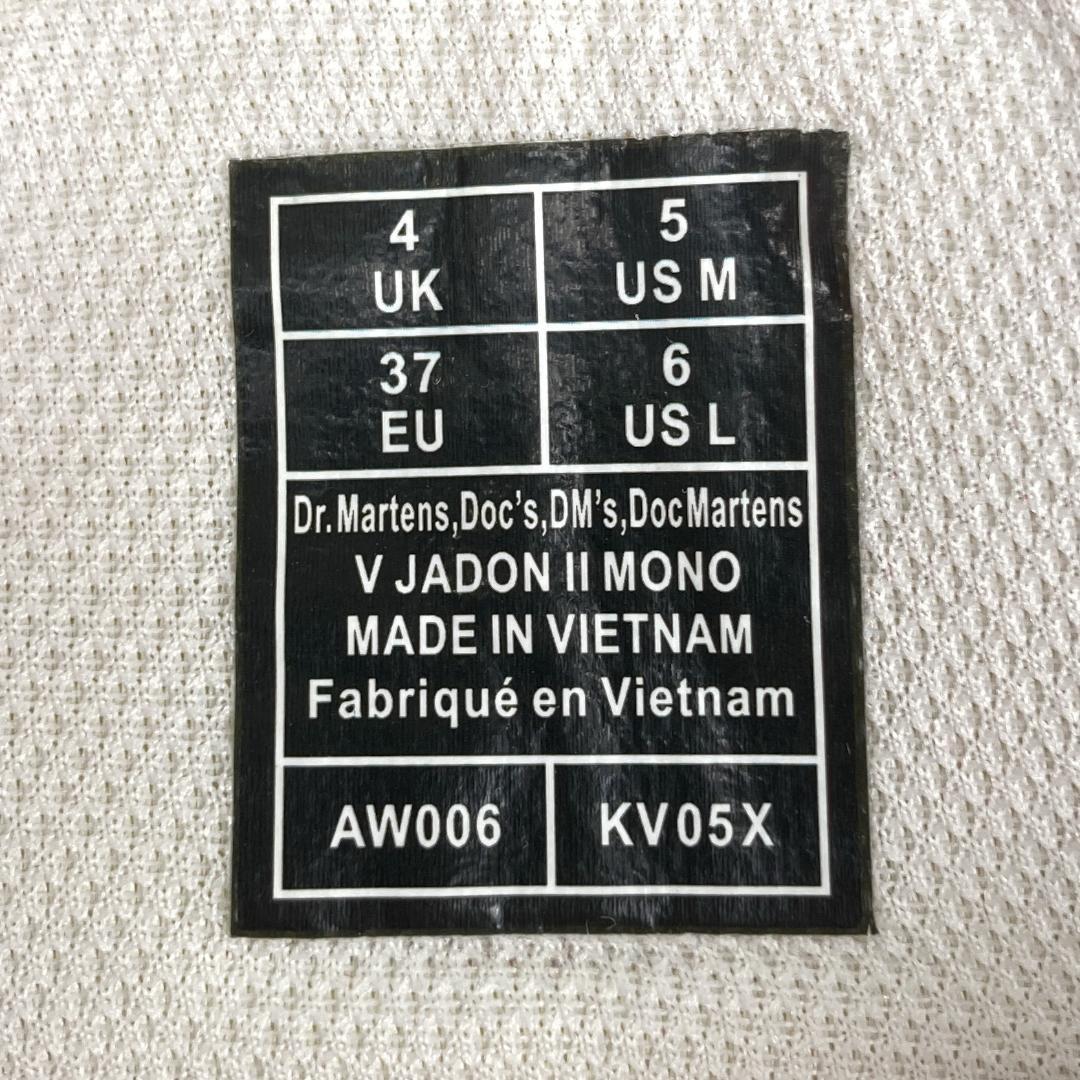 4
UK
5
US M
37
EU
6
US L
Dr. Martens,Doc's,DM's,DocMartens
V JADON II MONO
MADE IN VIETNAM
Fabriqué en Vietnam
AW006
KV05X